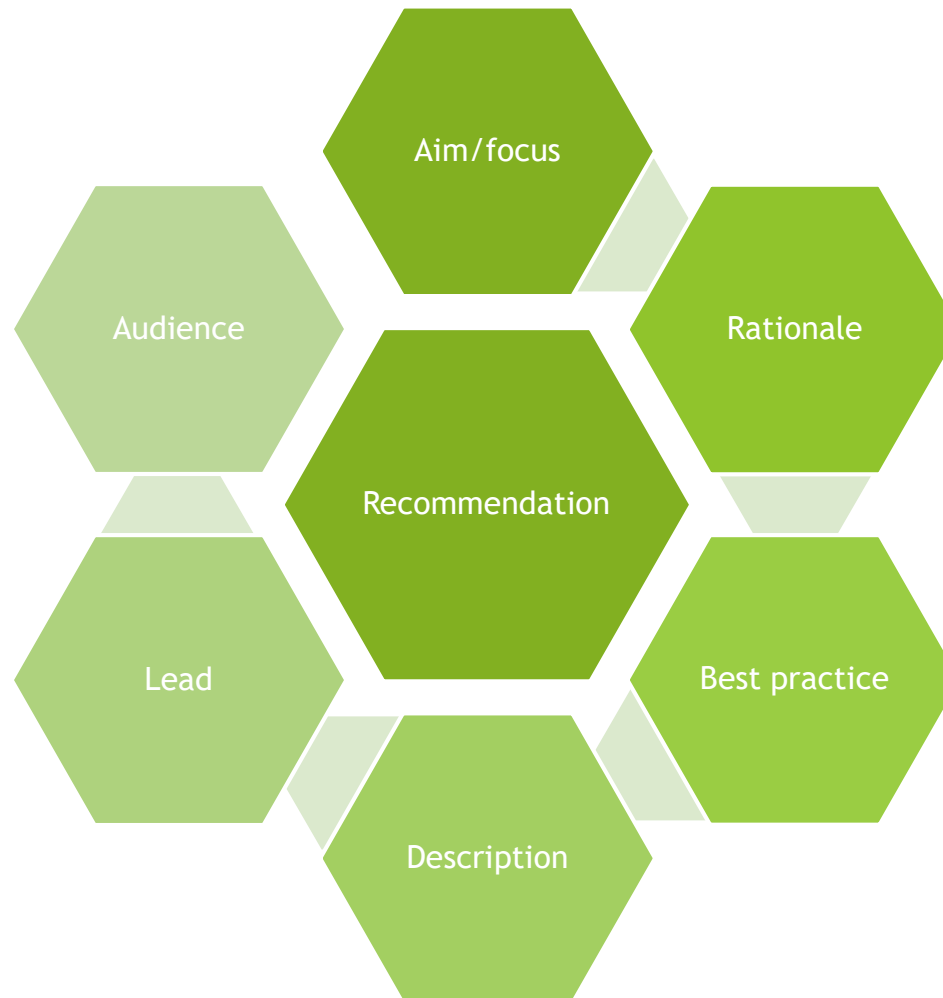 Aim/focus
Rationale
Best practice
Description
Lead
Audience
Recommendation